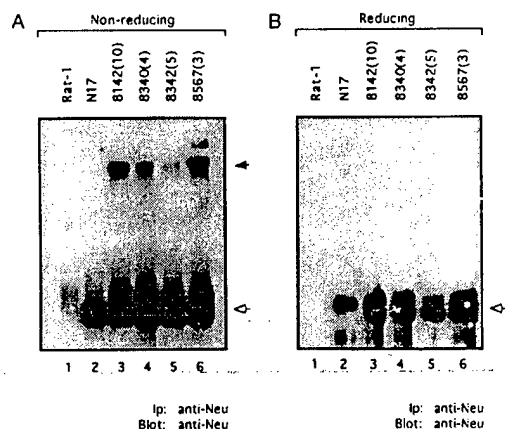 A
Non-reducing
Rat-1
N17
8142(10)
8340(4)
8342(5)
8567(3)
1 2 3 4 5 6
Ip: anti-Neu
Blot: anti-Neu
B
Reducing
Rat-1
N17
8142(10)
8340(4)
8342(5)
8567(3)
1 2 3 4 5 6
Ip: anti-Neu
Blot: anti-Neu